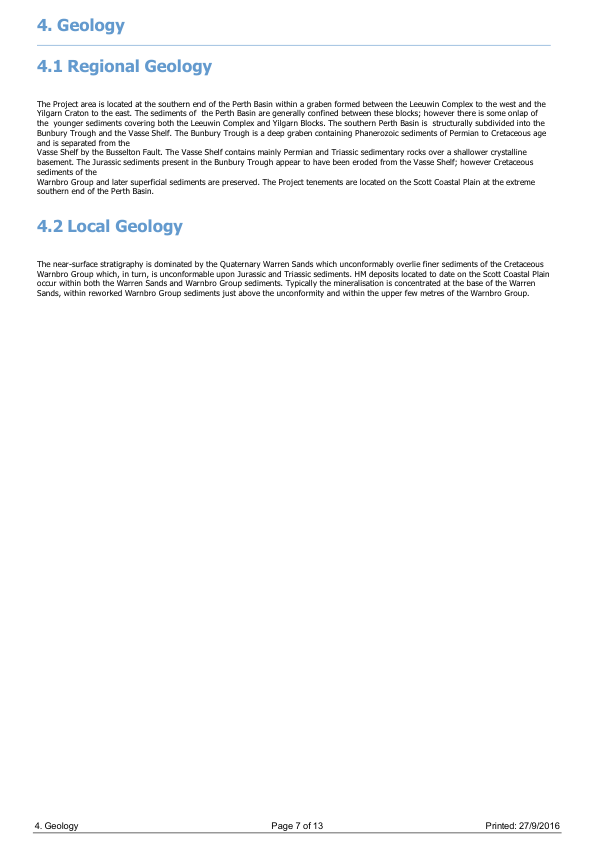 4. Geology
4.1 Regional Geology
The Project area is located at the southern end of the Perth Basin within a graben formed between the Leeuwin Complex to the west and the
Yilgarn Craton to the east. The sediments of  the Perth Basin are generally confined between these blocks; however there is some onlap of
the  younger sediments covering both the Leeuwin Complex and Yilgarn Blocks. The southern Perth Basin is  structurally subdivided into the
Bunbury Trough and the Vasse Shelf. The Bunbury Trough is a deep graben containing Phanerozoic sediments of Permian to Cretaceous age
and is separated from the
Vasse Shelf by the Busselton Fault. The Vasse Shelf contains mainly Permian and Triassic sedimentary rocks over a shallower crystalline
basement. The Jurassic sediments present in the Bunbury Trough appear to have been eroded from the Vasse Shelf; however Cretaceous
sediments of the
Warnbro Group and later superficial sediments are preserved. The Project tenements are located on the Scott Coastal Plain at the extreme
southern end of the Perth Basin.
4.2 Local Geology
The near-surface stratigraphy is dominated by the Quaternary Warren Sands which unconformably overlie finer sediments of the Cretaceous
Warnbro Group which, in turn, is unconformable upon Jurassic and Triassic sediments. HM deposits located to date on the Scott Coastal Plain
occur within both the Warren Sands and Warnbro Group sediments. Typically the mineralisation is concentrated at the base of the Warren
Sands, within reworked Warnbro Group sediments just above the unconformity and within the upper few metres of the Warnbro Group.
4. Geology Page 7 of 13 Printed: 27/9/2016